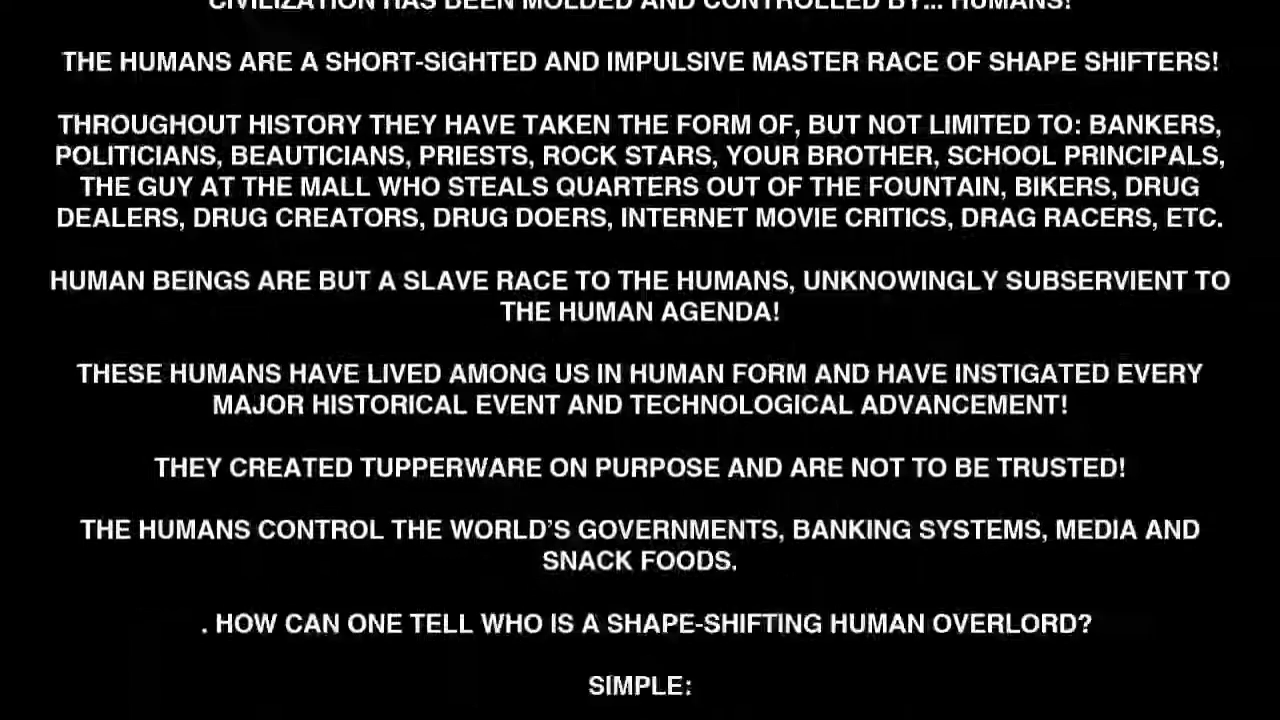 CIVILIZATION HAS BEEN MOLDED AND CONTROLLED BY... HUMANS!
THE HUMANS ARE A SHORT-SIGHTED AND IMPULSIVE MASTER RACE OF SHAPE SHIFTERS!
THROUGHOUT HISTORY THEY HAVE TAKEN THE FORM OF, BUT NOT LIMITED TO: BANKERS,
POLITICIANS, BEAUTICIANS, PRIESTS, ROCK STARS, YOUR BROTHER, SCHOOL PRINCIPALS,
THE GUY AT THE MALL WHO STEALS QUARTERS OUT OF THE FOUNTAIN, BIKERS, DRUG
DEALERS, DRUG CREATORS, DRUG DOERS, INTERNET MOVIE CRITICS, DRAG RACERS, ETC.
HUMAN BEINGS ARE BUT A SLAVE RACE TO THE HUMANS, UNKNOWINGLY SUBSERVIENT TO
THE HUMAN AGENDA!
THESE HUMANS HAVE LIVED AMONG US IN HUMAN FORM AND HAVE INSTIGATED EVERY
MAJOR HISTORICAL EVENT AND TECHNOLOGICAL ADVANCEMENT!
THEY CREATED TUPPERWARE ON PURPOSE AND ARE NOT TO BE TRUSTED!
THE HUMANS CONTROL THE WORLD'S GOVERNMENTS, BANKING SYSTEMS, MEDIA AND
SNACK FOODS.
. HOW CAN ONE TELL WHO IS A SHAPE-SHIFTING HUMAN OVERLORD?
SIMPLE: